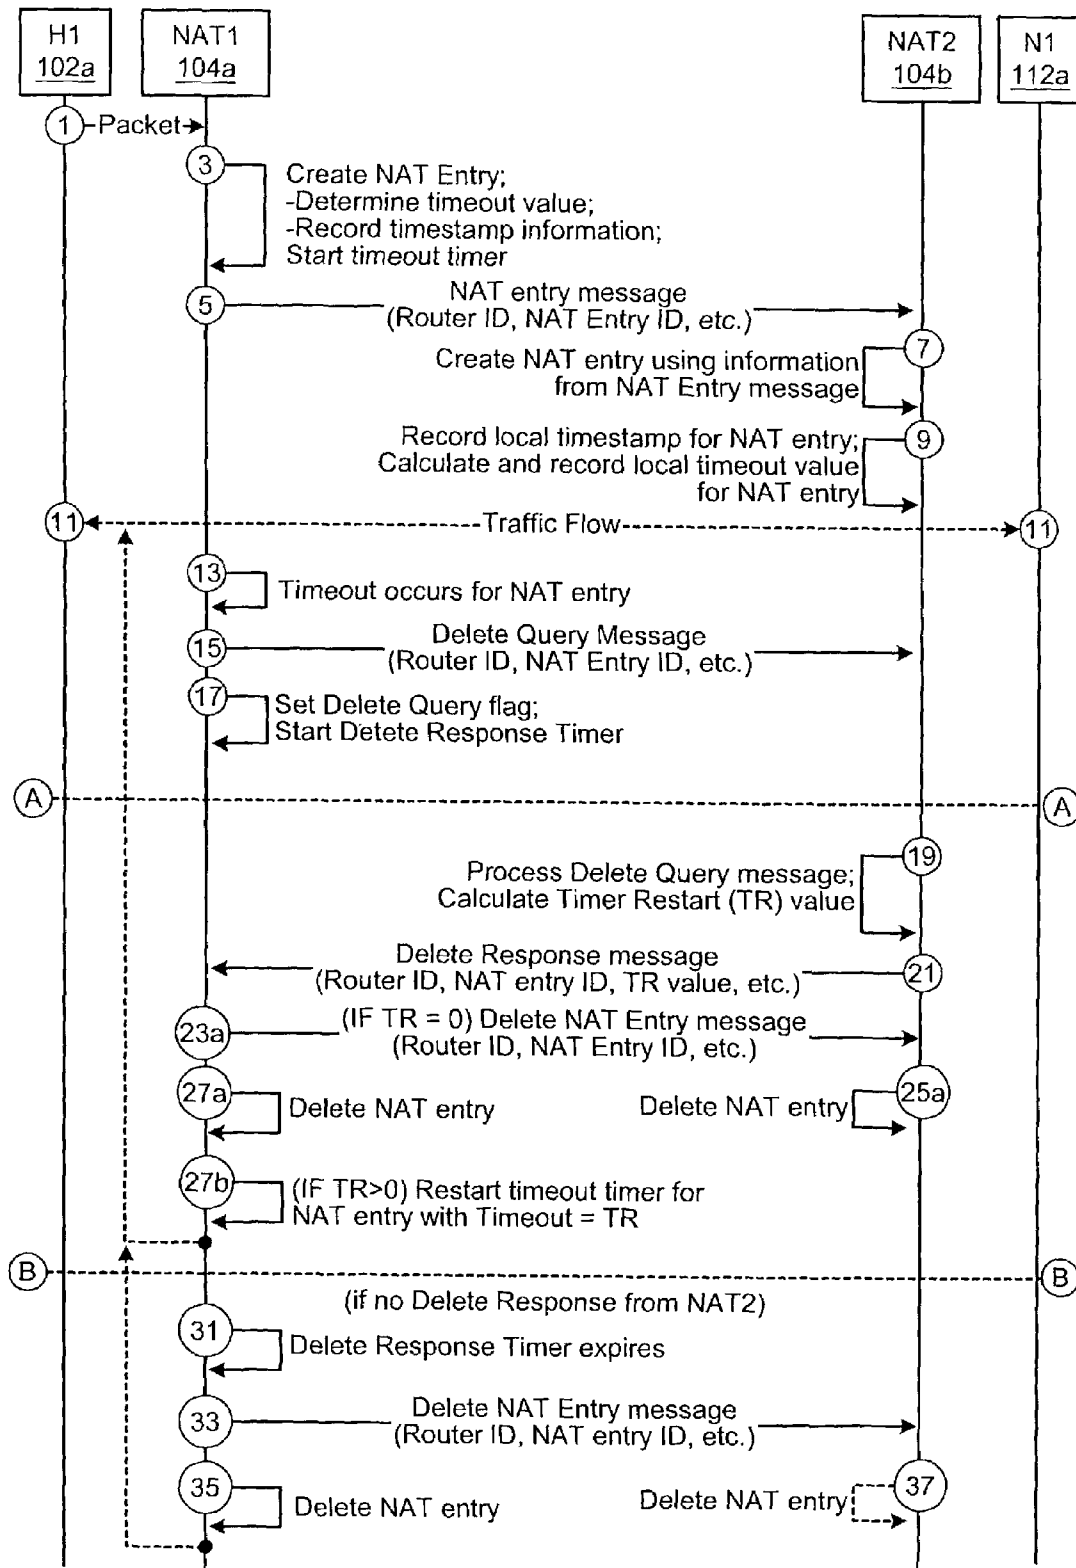 H1
102a
NAT1
104a
NAT2
104b
N1
112a
1
Packet
3
Create NAT Entry;
-Determine timeout value;
-Record timestamp information;
Start timeout timer
5
NAT entry message
(Router ID, NAT Entry ID, etc.)
7
Create NAT entry using information
from NAT Entry message
9
Record local timestamp for NAT entry;
Calculate and record local timeout value
for NAT entry
11
Traffic Flow
11
13
Timeout occurs for NAT entry
15
Delete Query Message
(Router ID, NAT Entry ID, etc.)
17
Set Delete Query flag;
Start Detete Response Timer
A
A
19
Process Delete Query message;
Calculate Timer Restart (TR) value
Delete Response message
(Router ID, NAT entry ID, TR value, etc.)
21
23a
(IF TR = 0) Delete NAT Entry message
(Router ID, NAT Entry ID, etc.)
27a
Delete NAT entry
Delete NAT entry
25a
27b
(IF TR>0) Restart timeout timer for
NAT entry with Timeout = TR
B
B
(if no Delete Response from NAT2)
31
Delete Response Timer expires
33
Delete NAT Entry message
(Router ID, NAT entry ID, etc.)
35
Delete NAT entry
Delete NAT entry
37